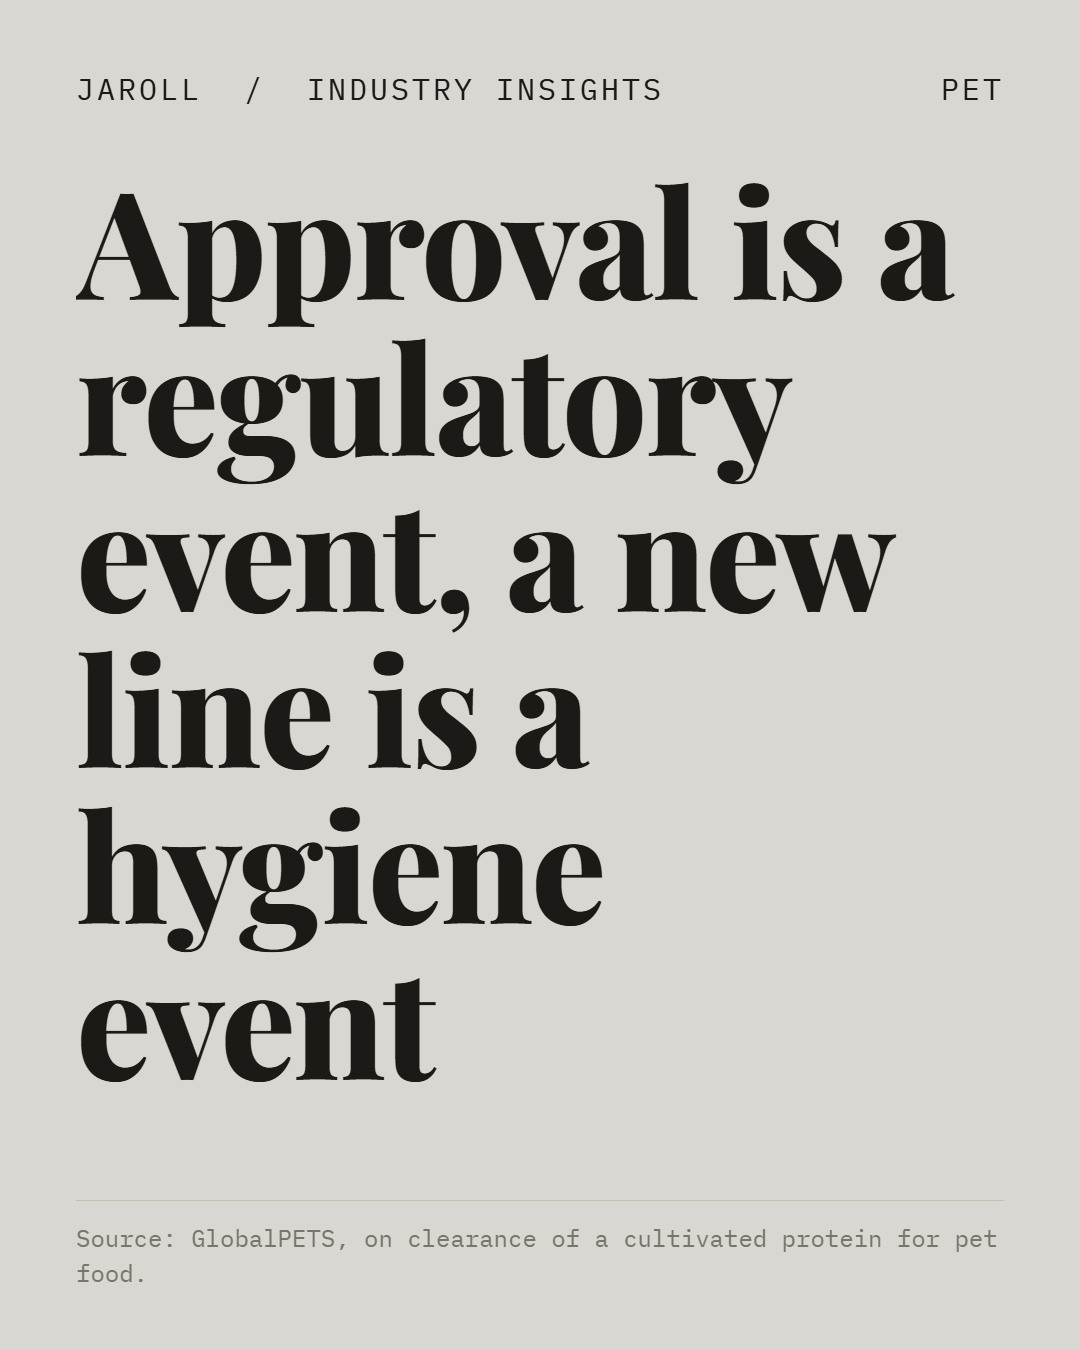 JAROLL / INDUSTRY INSIGHTS PET
Approval is a
regulatory
event, a new
line is a
hygiene
event
Source: GlobalPETS, on clearance of a cultivated protein for pet
food.